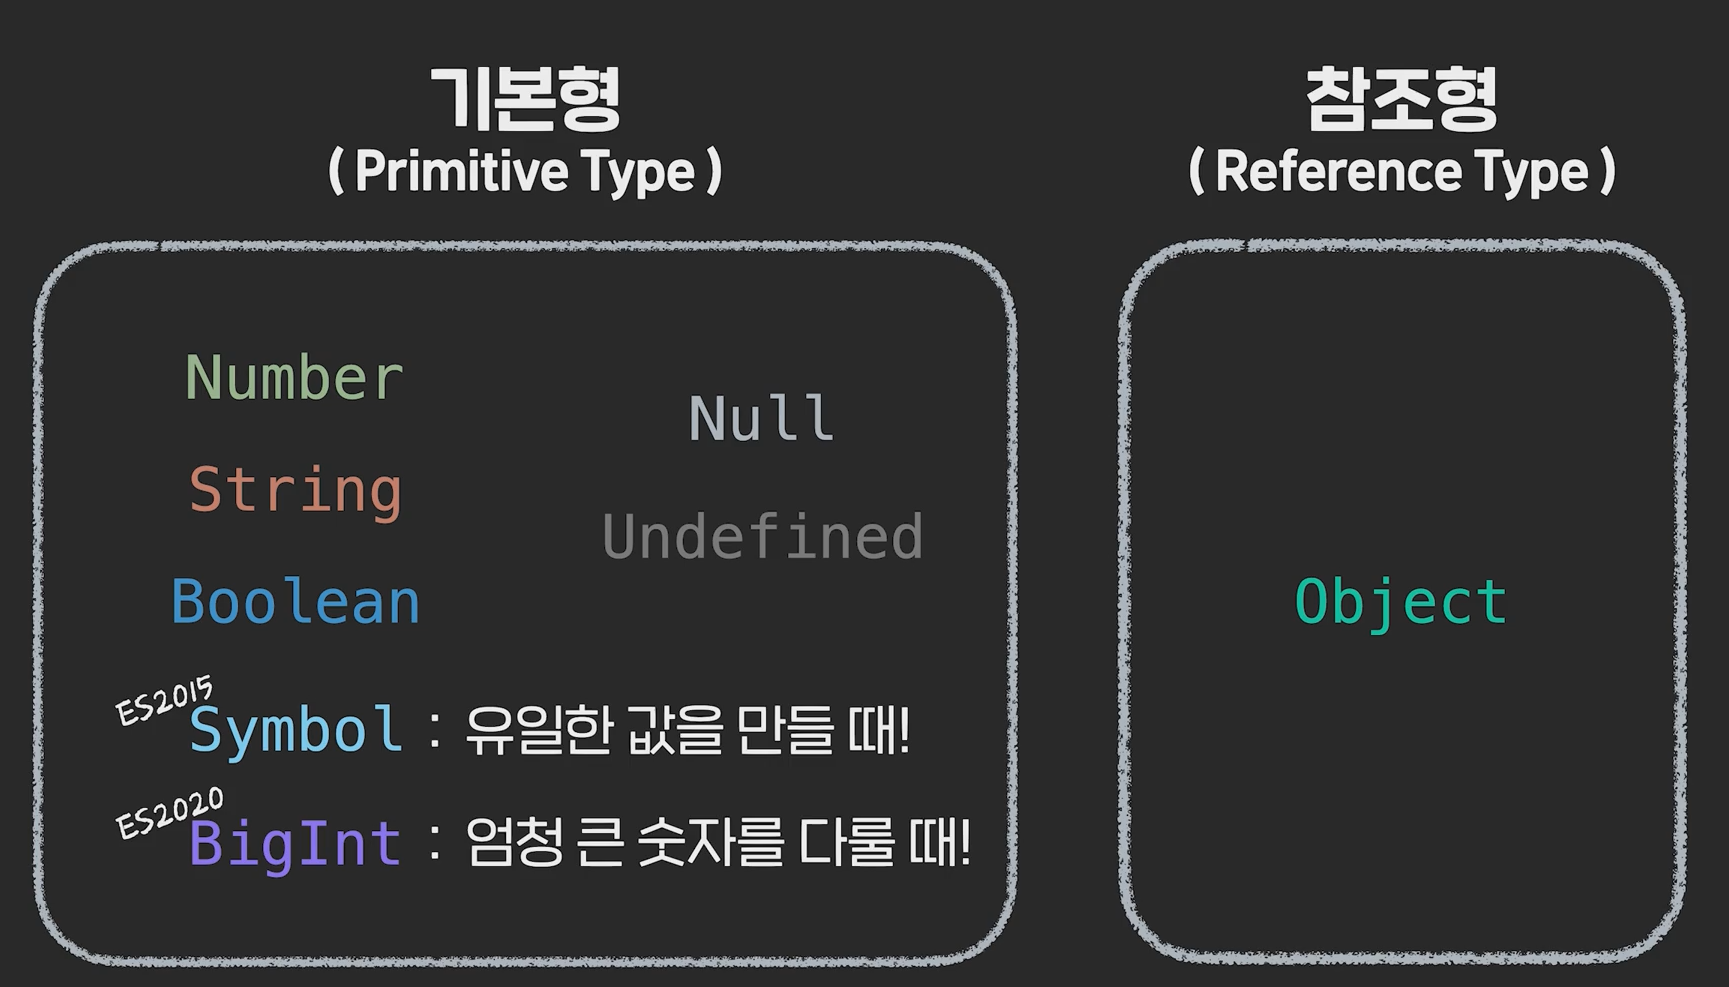 기본형
( Primitive Type )
Number
String
Boolean
Null
Undefined
ES2015
Symbol : 유일한 값을 만들 때!
ES2020
BigInt : 엄청 큰 숫자를 다룰 때!
참조형
( Reference Type )
Object